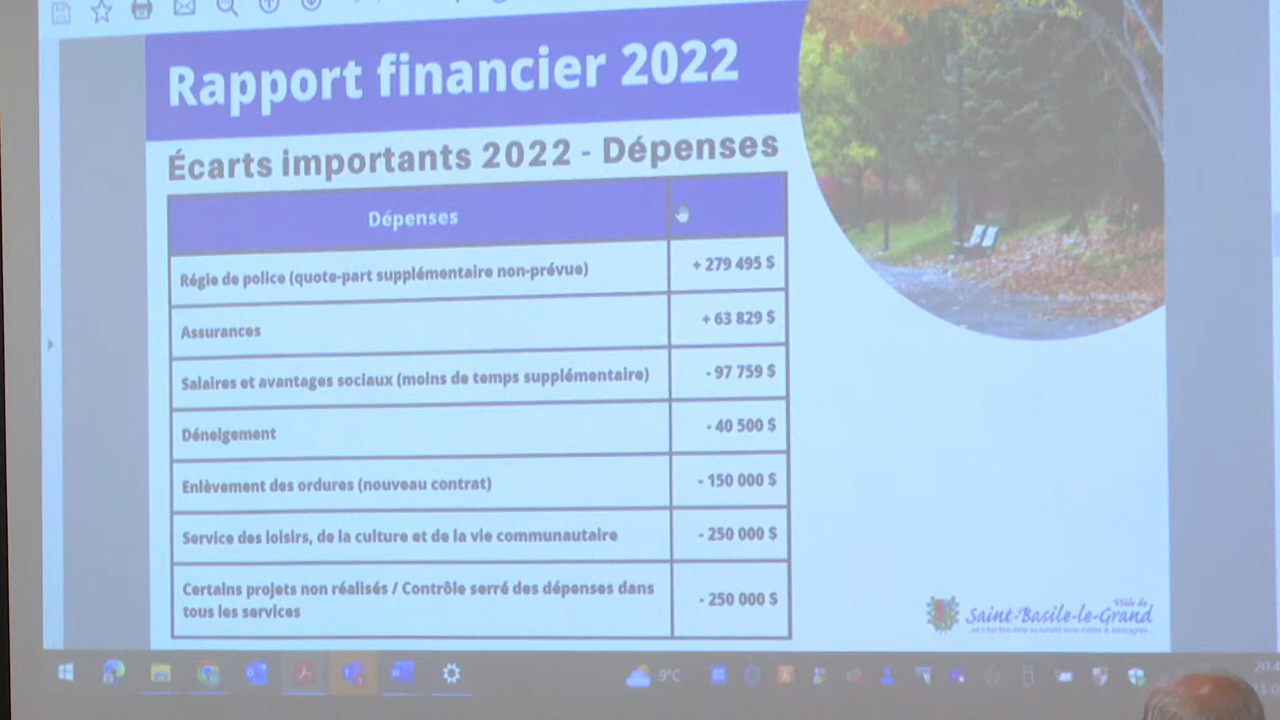 Rapport financier 2022
Écarts importants 2022 - Dépenses
Dépenses
Régie de police (quote-part supplémentaire non-prévue)
+ 279 495 $
Assurances
+ 63 829 $
Salaires et avantages sociaux (moins de temps supplémentaire)
- 97 759 $
Déneigement
- 40 500 $
Enlèvement des ordures (nouveau contrat)
- 150 000 $
Service des loisirs, de la culture et de la vie communautaire
- 250 000 $
Certains projets non réalisés / Contrôle serré des dépenses dans
tous les services
- 250 000 $
Ville de
Saint-Basile-le-Grand
9°C